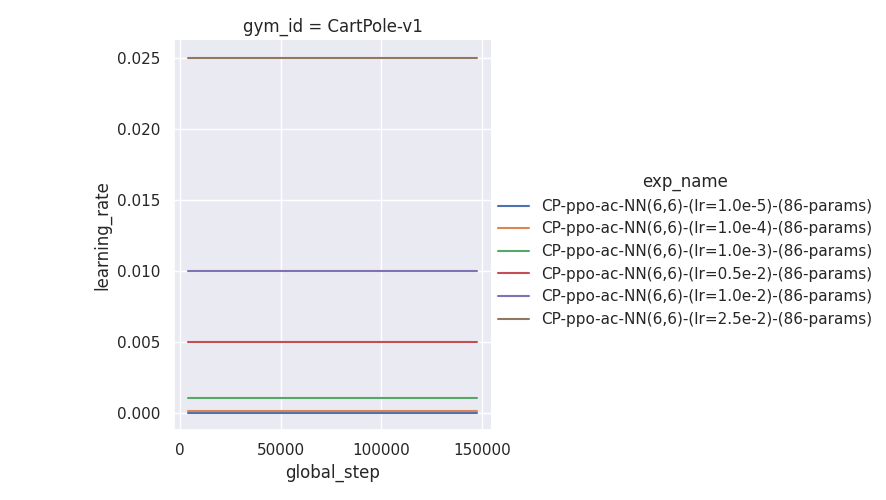 gym_id = CartPole-v1
0.025
0.020
0.015
0.010
0.005
0.000
learning_rate
0
50000
100000
150000
global_step
exp_name
CP-ppo-ac-NN(6,6)-(lr=1.0e-5)-(86-params)
CP-ppo-ac-NN(6,6)-(lr=1.0e-4)-(86-params)
CP-ppo-ac-NN(6,6)-(lr=1.0e-3)-(86-params)
CP-ppo-ac-NN(6,6)-(lr=0.5e-2)-(86-params)
CP-ppo-ac-NN(6,6)-(lr=1.0e-2)-(86-params)
CP-ppo-ac-NN(6,6)-(lr=2.5e-2)-(86-params)